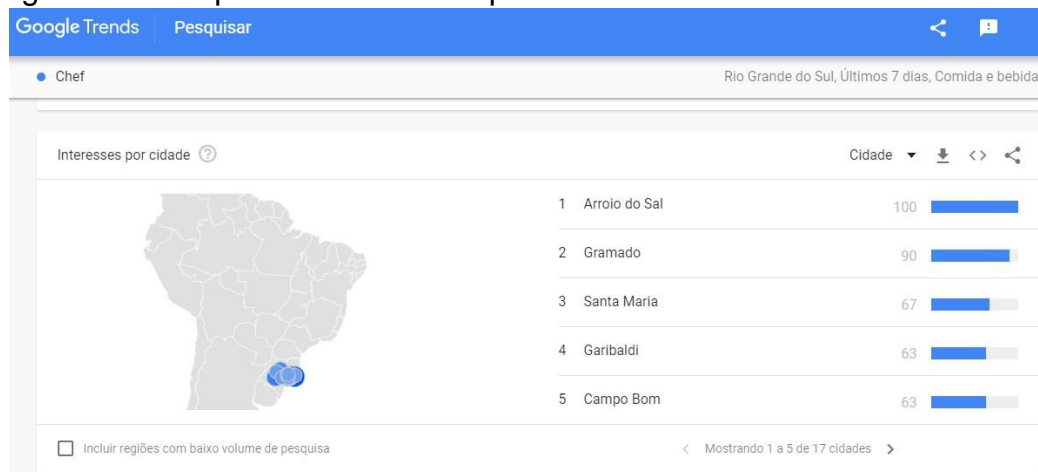 Google Trends Pesquisar
Chef Rio Grande do Sul, Últimos 7 dias, Comida e bebida
Interesses por cidade ? Cidade
1 Arroio do Sal 100
2 Gramado 90
3 Santa Maria 67
4 Garibaldi 63
5 Campo Bom 63
Incluir regiões com baixo volume de pesquisa < Mostrando 1 a 5 de 17 cidades >